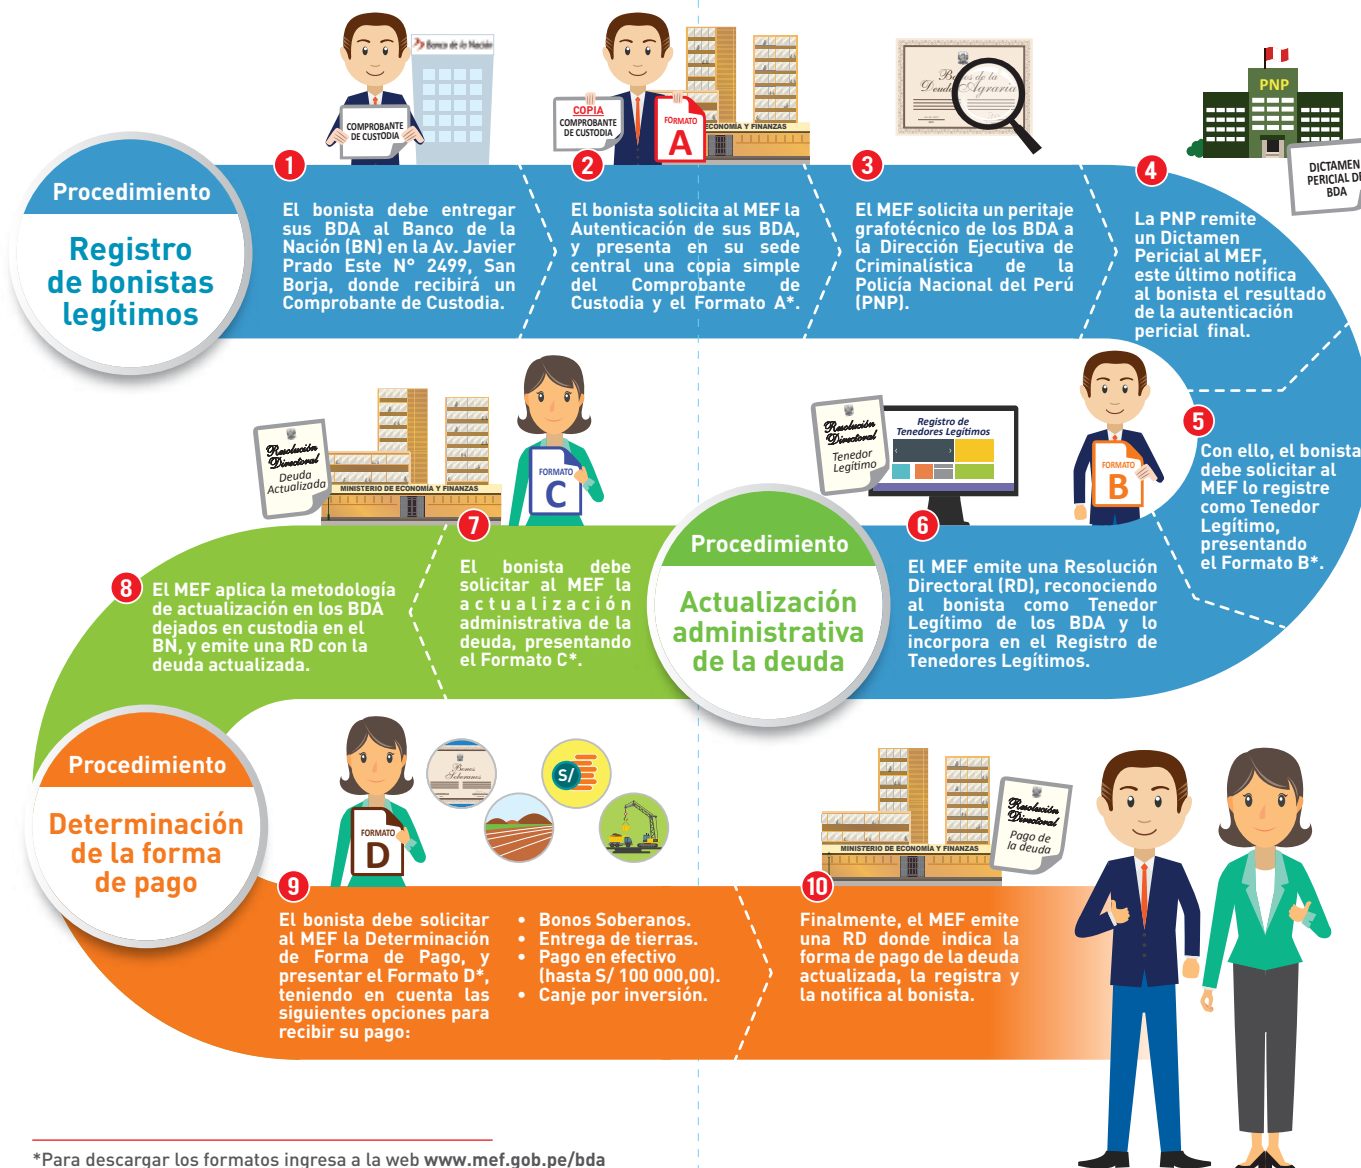 Banco de la Nación
COMPROBANTE
DE CUSTODIA
COPIA
COMPROBANTE
DE CUSTODIA
FORMATO
A
ECONOMÍA Y FINANZAS
Bonos de la
Deuda Agraria
PNP
DICTAMEN
PERICIAL DE
BDA
Procedimiento
Registro
de bonistas
legítimos
1
El bonista debe entregar
sus BDA al Banco de la
Nación (BN) en la Av. Javier
Prado Este N° 2499, San
Borja, donde recibirá un
Comprobante de Custodia.
2
El bonista solicita al MEF la
Autenticación de sus BDA,
y presenta en su sede
central una copia simple
del Comprobante de
Custodia y el Formato A*.
3
El MEF solicita un peritaje
grafotécnico de los BDA a
la Dirección Ejecutiva de
Criminalística de la
Policía Nacional del Perú
(PNP).
4
La PNP remite
un Dictamen
Pericial al MEF,
este último notifica
al bonista el resultado
de la autenticación
pericial final.
5
Con ello, el bonista
debe solicitar al
MEF lo registre
como Tenedor
Legítimo,
presentando
el Formato B*.
FORMATO
B
Registro de
Tenedores Legítimos
Resolución
Directoral
Tenedor
Legítimo
6
El MEF emite una Resolución
Directoral (RD), reconociendo
al bonista como Tenedor
Legítimo de los BDA y lo
incorpora en el Registro de
Tenedores Legítimos.
Procedimiento
Actualización
administrativa
de la deuda
FORMATO
C
7
El bonista debe
solicitar al MEF la
actualización
administrativa de la
deuda, presentando
el Formato C*.
Resolución
Directoral
Deuda
Actualizada
MINISTERIO DE ECONOMÍA Y FINANZAS
8
El MEF aplica la metodología
de actualización en los BDA
dejados en custodia en el
BN, y emite una RD con la
deuda actualizada.
Procedimiento
Determinación
de la forma
de pago
FORMATO
D
Bonos
Soberanos
S/
9
El bonista debe solicitar
al MEF la Determinación
de Forma de Pago, y
presentar el Formato D*,
teniendo en cuenta las
siguientes opciones para
recibir su pago:
• Bonos Soberanos.
• Entrega de tierras.
• Pago en efectivo
(hasta S/ 100 000,00).
• Canje por inversión.
MINISTERIO DE ECONOMÍA Y FINANZAS
Resolución
Directoral
Pago de
la deuda
10
Finalmente, el MEF emite
una RD donde indica la
forma de pago de la deuda
actualizada, la registra y
la notifica al bonista.
*Para descargar los formatos ingresa a la web www.mef.gob.pe/bda